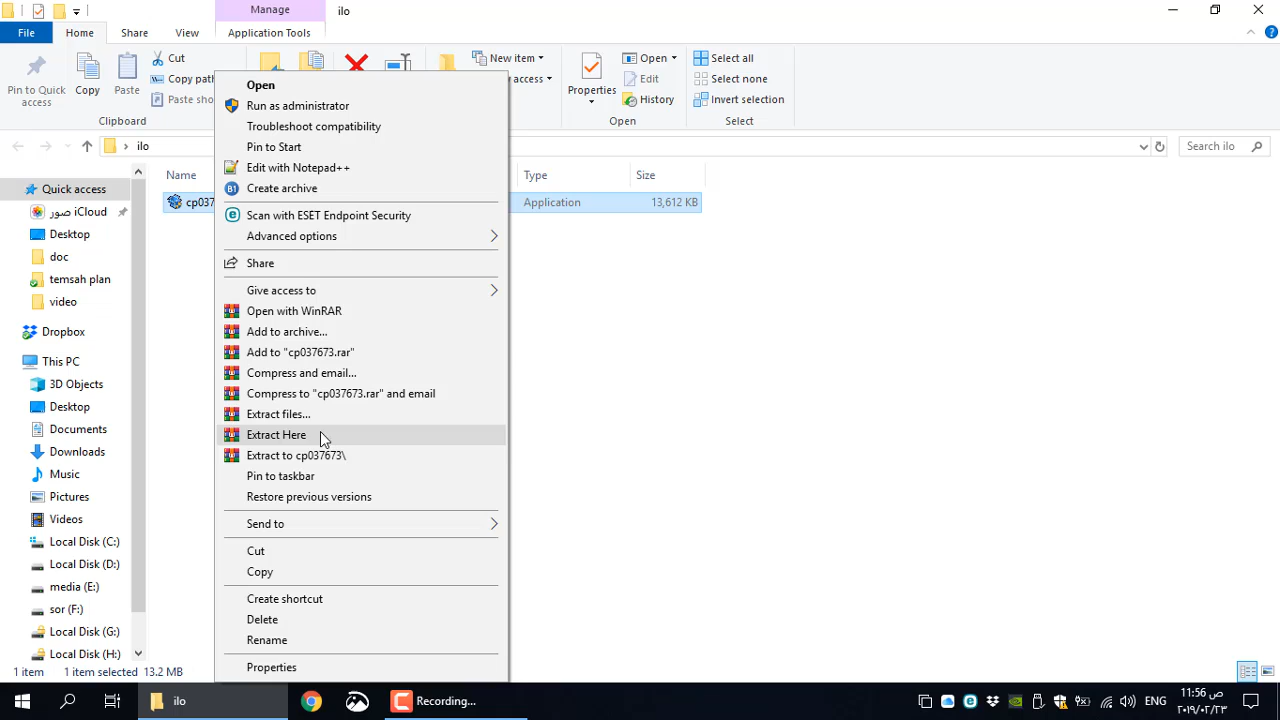 Manage
ilo
File
Home
Share
View
Application Tools
Pin to Quick access
Copy
Paste
Cut
Copy path
Paste sho
New item
access
Properties
Open
Edit
History
Select all
Select none
Invert selection
Clipboard
Open
Select
ilo
Search ilo
Name
Type
Size
cp037
Application
13,612 KB
Quick access
صور iCloud
Desktop
doc
temsah plan
video
Dropbox
This PC
3D Objects
Desktop
Documents
Downloads
Music
Pictures
Videos
Local Disk (C:)
Local Disk (D:)
media (E:)
sor (F:)
Local Disk (G:)
Local Disk (H:)
Open
Run as administrator
Troubleshoot compatibility
Pin to Start
Edit with Notepad++
Create archive
Scan with ESET Endpoint Security
Advanced options
Share
Give access to
Open with WinRAR
Add to archive...
Add to "cp037673.rar"
Compress and email...
Compress to "cp037673.rar" and email
Extract files...
Extract Here
Extract to cp037673\
Pin to taskbar
Restore previous versions
Send to
Cut
Copy
Create shortcut
Delete
Rename
Properties
1 item
1 item selected
13.2 MB
ilo
Recording...
ENG
11:56 ص
٢٠١٩/٠٢/٢٣